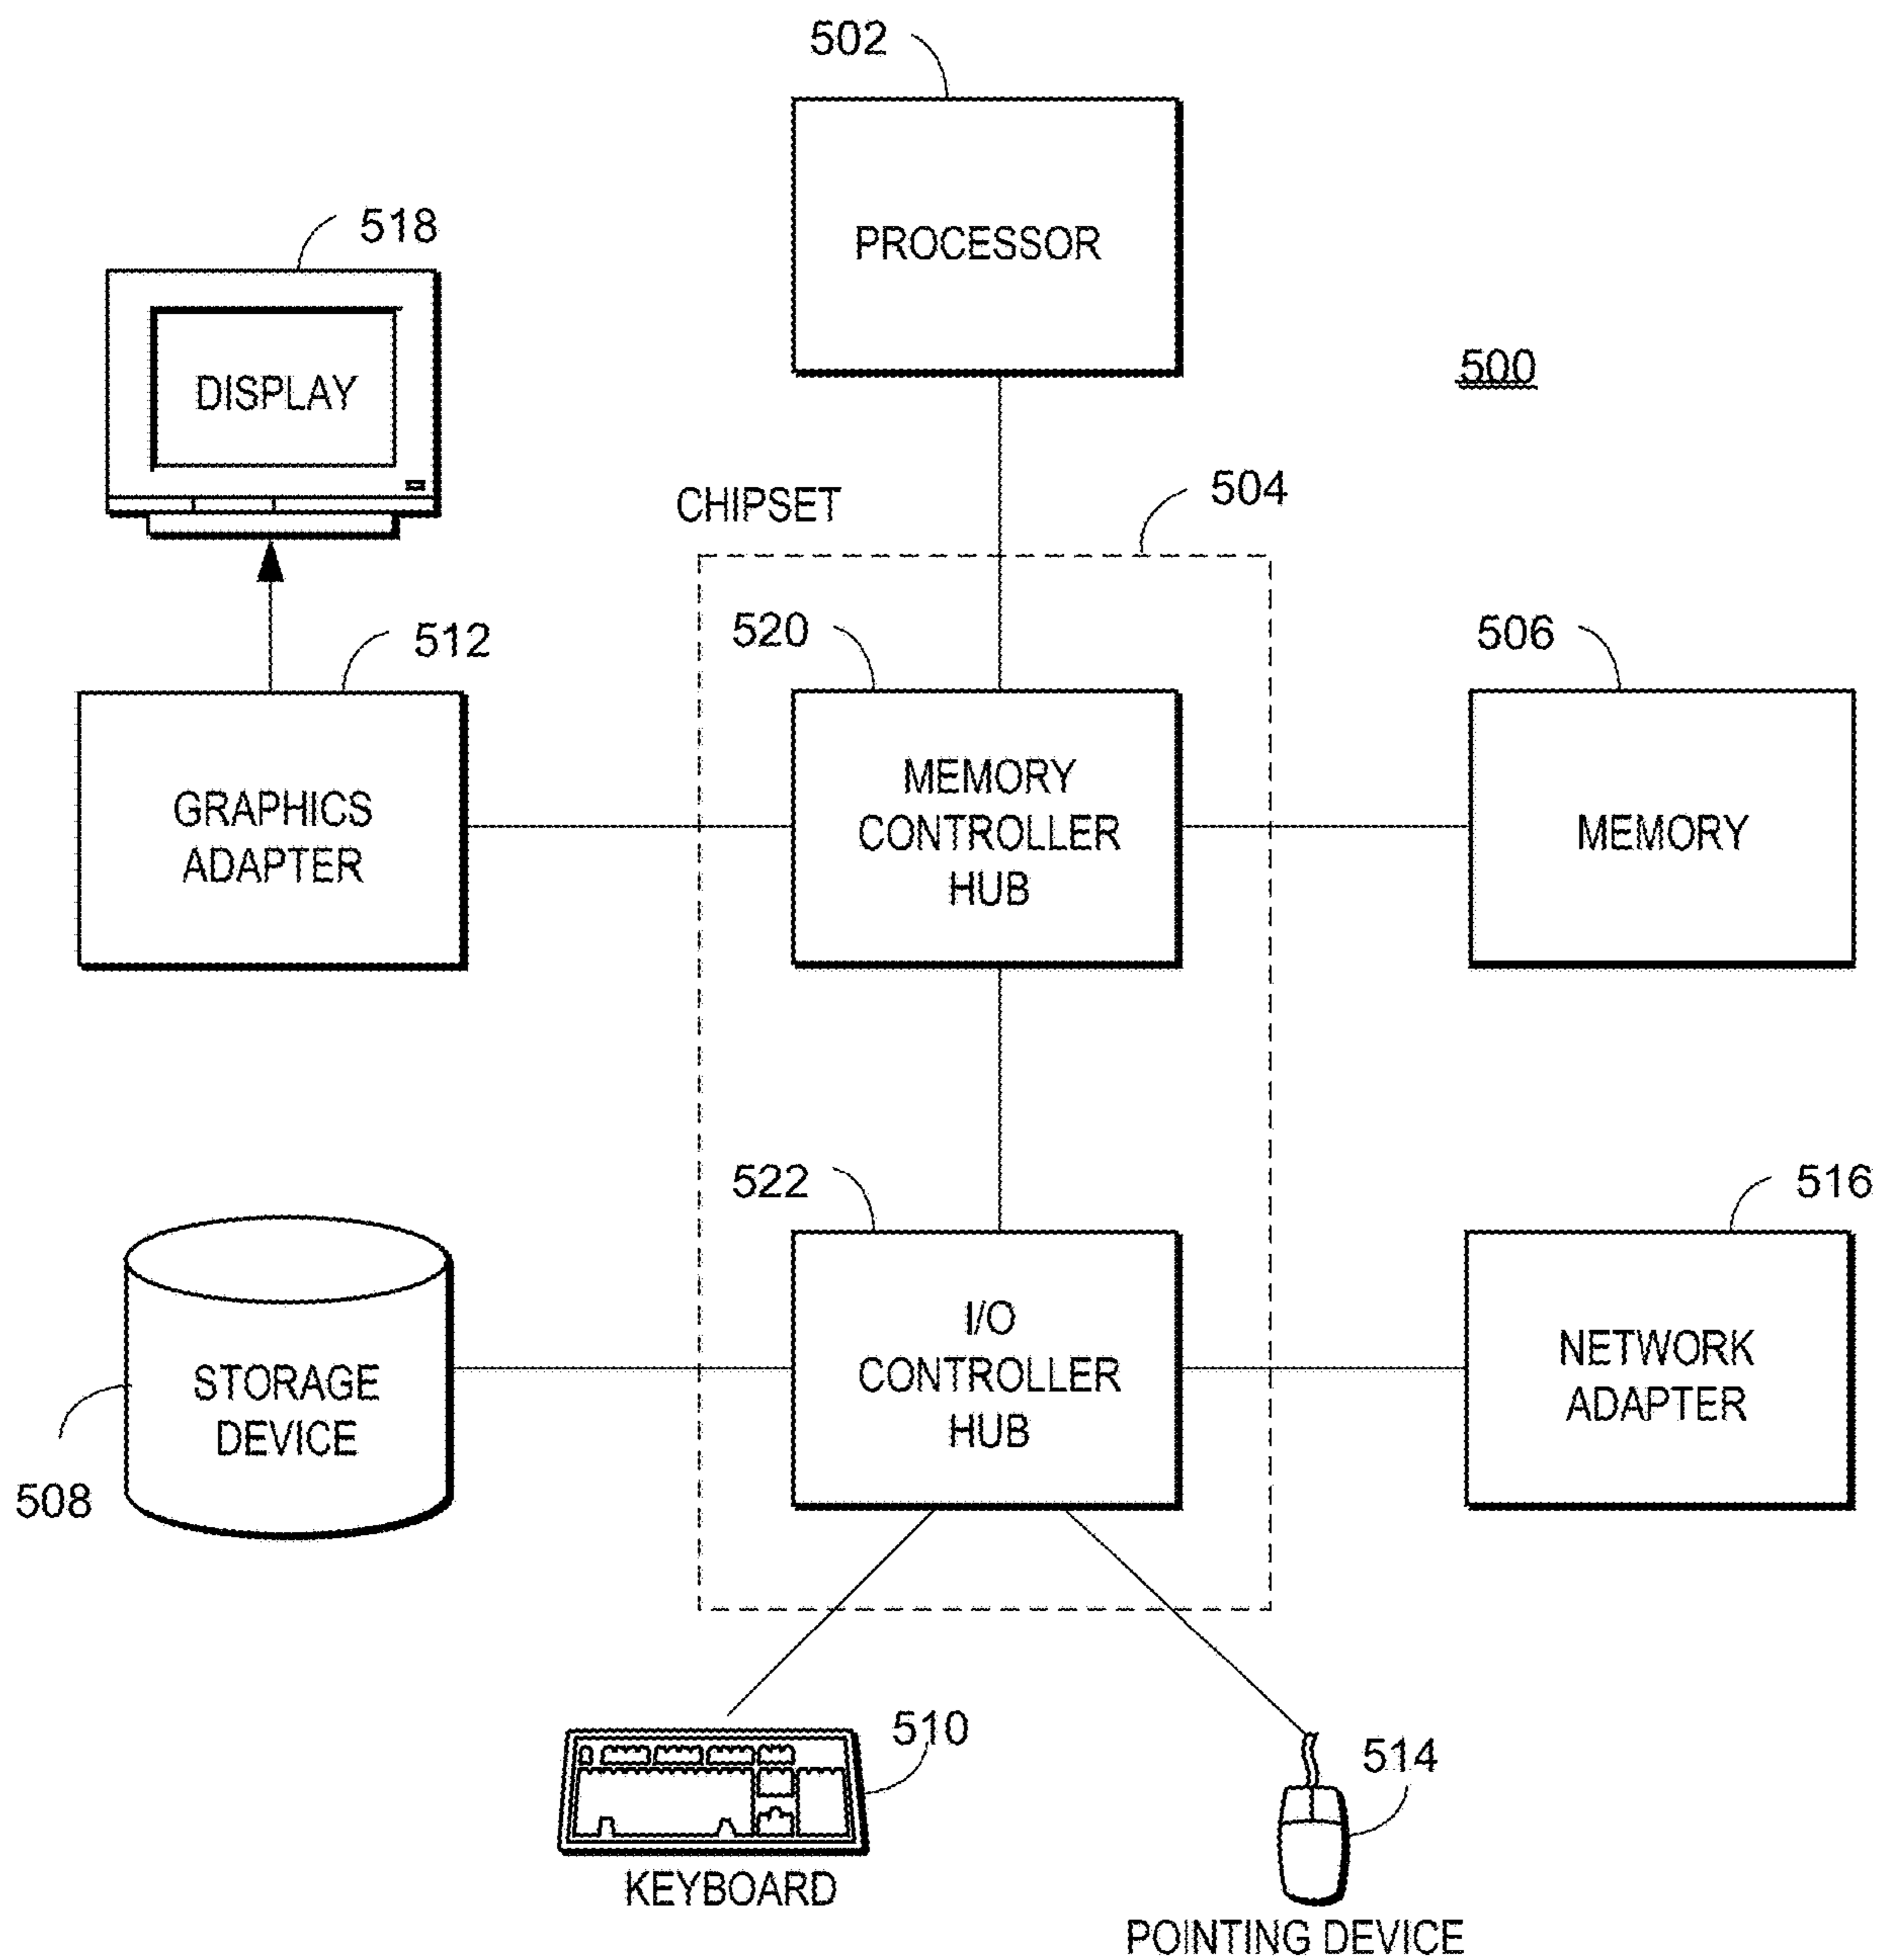 502
PROCESSOR
518
DISPLAY
500
CHIPSET
504
512
520
506
GRAPHICS
ADAPTER
MEMORY
CONTROLLER
HUB
MEMORY
522
516
STORAGE
DEVICE
508
I/O
CONTROLLER
HUB
NETWORK
ADAPTER
510
KEYBOARD
514
POINTING DEVICE